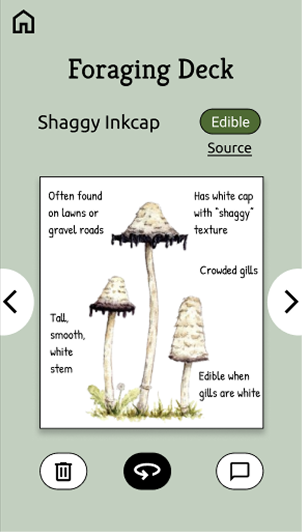 Foraging Deck
Shaggy Inkcap
Edible
Source
Often found
on lawns or
gravel roads
Has white cap
with "shaggy"
texture
Crowded gills
Tall,
smooth,
white
stem
Edible when
gills are white